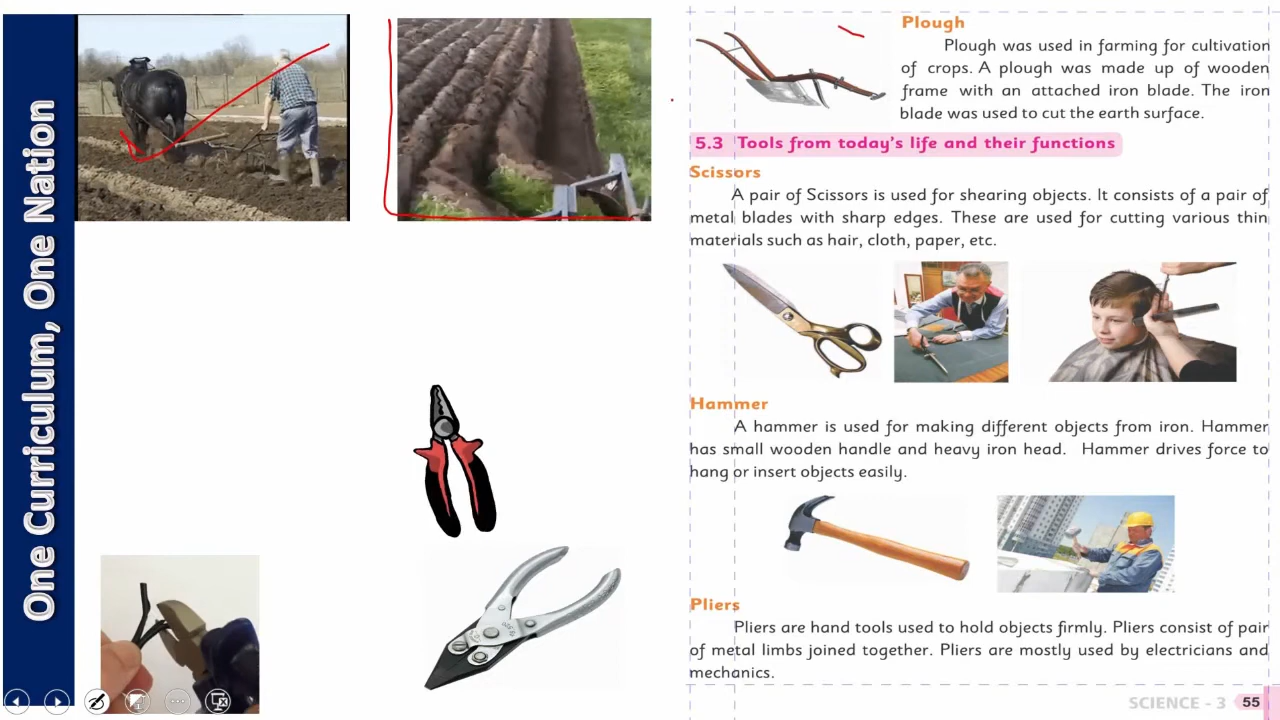 One Curriculum, One Nation
Plough
Plough was used in farming for cultivation
of crops. A plough was made up of wooden
frame with an attached iron blade. The iron
blade was used to cut the earth surface.
5.3 Tools from today's life and their functions
Scissors
A pair of Scissors is used for shearing objects. It consists of a pair of
metal blades with sharp edges. These are used for cutting various thin
materials such as hair, cloth, paper, etc.
Hammer
A hammer is used for making different objects from iron. Hammer
has small wooden handle and heavy iron head. Hammer drives force to
hang or insert objects easily.
Pliers
Pliers are hand tools used to hold objects firmly. Pliers consist of pair
of metal limbs joined together. Pliers are mostly used by electricians and
mechanics.
SCIENCE - 3 55